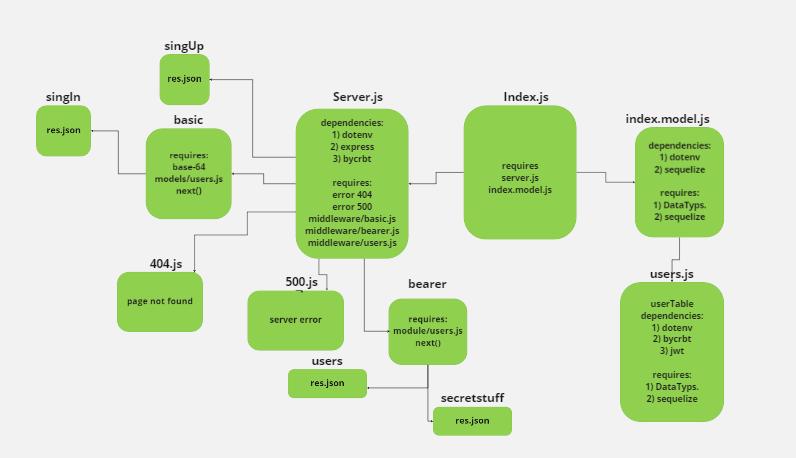 singUp
res.json
singIn
res.json
basic
requires:
base-64
models/users.js
next()
Server.js
dependencies:
1) dotenv
2) express
3) bycrbt
requires:
error 404
error 500
middleware/basic.js
middleware/bearer.js
middleware/users.js
Index.js
requires
server.js
index.model.js
index.model.js
dependencies:
1) dotenv
2) sequelize
requires:
1) DataTyps.
2) sequelize
404.js
page not found
500.js
server error
bearer
requires:
module/users.js
next()
users.js
userTable
dependencies:
1) dotenv
2) bycrbt
3) jwt
requires:
1) DataTyps.
2) sequelize
users
res.json
secretstuff
res.json